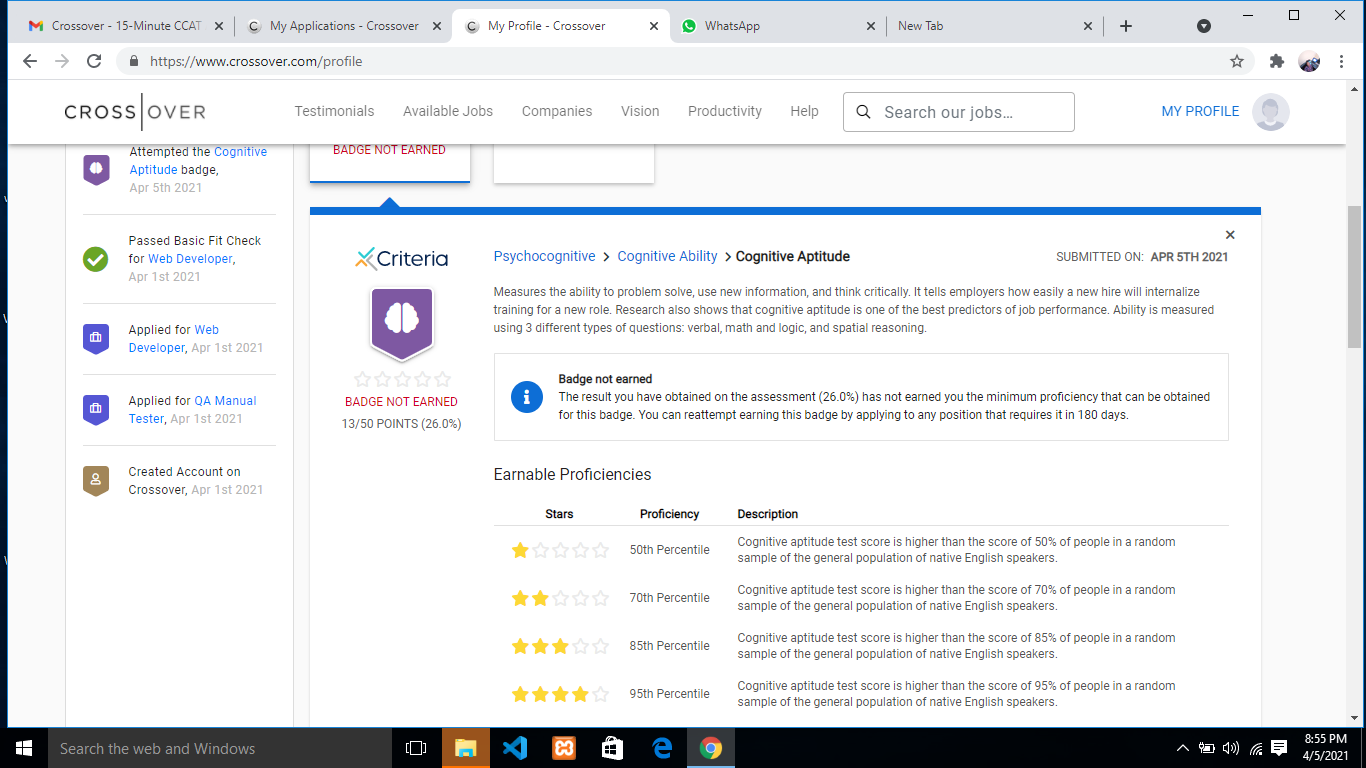 Crossover - 15-Minute CCAT
My Applications - Crossover
My Profile - Crossover
WhatsApp
New Tab
https://www.crossover.com/profile
CROSS OVER
Testimonials
Available Jobs
Companies
Vision
Productivity
Help
Search our jobs...
MY PROFILE
Attempted the Cognitive
Aptitude badge,
Apr 5th 2021
Passed Basic Fit Check
for Web Developer,
Apr 1st 2021
Applied for Web
Developer, Apr 1st 2021
Applied for QA Manual
Tester, Apr 1st 2021
Created Account on
Crossover, Apr 1st 2021
BADGE NOT EARNED
Criteria
BADGE NOT EARNED
13/50 POINTS (26.0%)
Psychocognitive > Cognitive Ability > Cognitive Aptitude
SUBMITTED ON: APR 5TH 2021
Measures the ability to problem solve, use new information, and think critically. It tells employers how easily a new hire will internalize
training for a new role. Research also shows that cognitive aptitude is one of the best predictors of job performance. Ability is measured
using 3 different types of questions: verbal, math and logic, and spatial reasoning.
Badge not earned
The result you have obtained on the assessment (26.0%) has not earned you the minimum proficiency that can be obtained
for this badge. You can reattempt earning this badge by applying to any position that requires it in 180 days.
Earnable Proficiencies
Stars Proficiency Description
50th Percentile
Cognitive aptitude test score is higher than the score of 50% of people in a random
sample of the general population of native English speakers.
70th Percentile
Cognitive aptitude test score is higher than the score of 70% of people in a random
sample of the general population of native English speakers.
85th Percentile
Cognitive aptitude test score is higher than the score of 85% of people in a random
sample of the general population of native English speakers.
95th Percentile
Cognitive aptitude test score is higher than the score of 95% of people in a random
sample of the general population of native English speakers.
Search the web and Windows
8:55 PM
4/5/2021